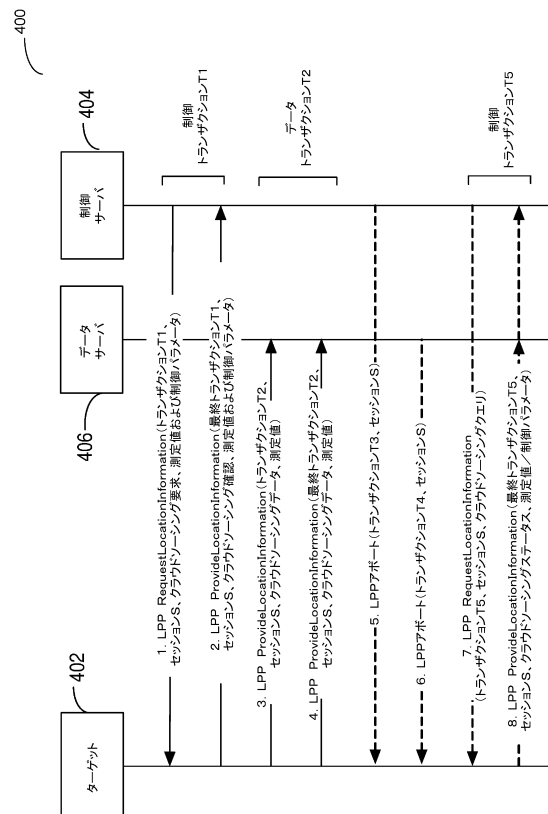 400
402
ターゲット
406
データ
サーバ
404
制御
サーバ
1. LPP RequestLocationInformation(トランザクションT1、
セッションS、クラウドソーシング要求、測定値および制御パラメータ)
2. LPP ProvideLocationInformation(最終トランザクションT1、
セッションS、クラウドソーシング確認、測定値および制御パラメータ)
制御
トランザクションT1
3. LPP ProvideLocationInformation(トランザクションT2、
セッションS、クラウドソーシングデータ、測定値)
4. LPP ProvideLocationInformation(最終トランザクションT2、
セッションS、クラウドソーシングデータ、測定値)
データ
トランザクションT2
5. LPPアボート(トランザクションT3、セッションS)
6. LPPアボート(トランザクションT4、セッションS)
7. LPP RequestLocationInformation
(トランザクションT5、セッションS、クラウドソーシングクエリ)
8. LPP ProvideLocationInformation(最終トランザクションT5、
セッションS、クラウドソーシングステータス、測定値/制御パラメータ)
制御
トランザクションT5